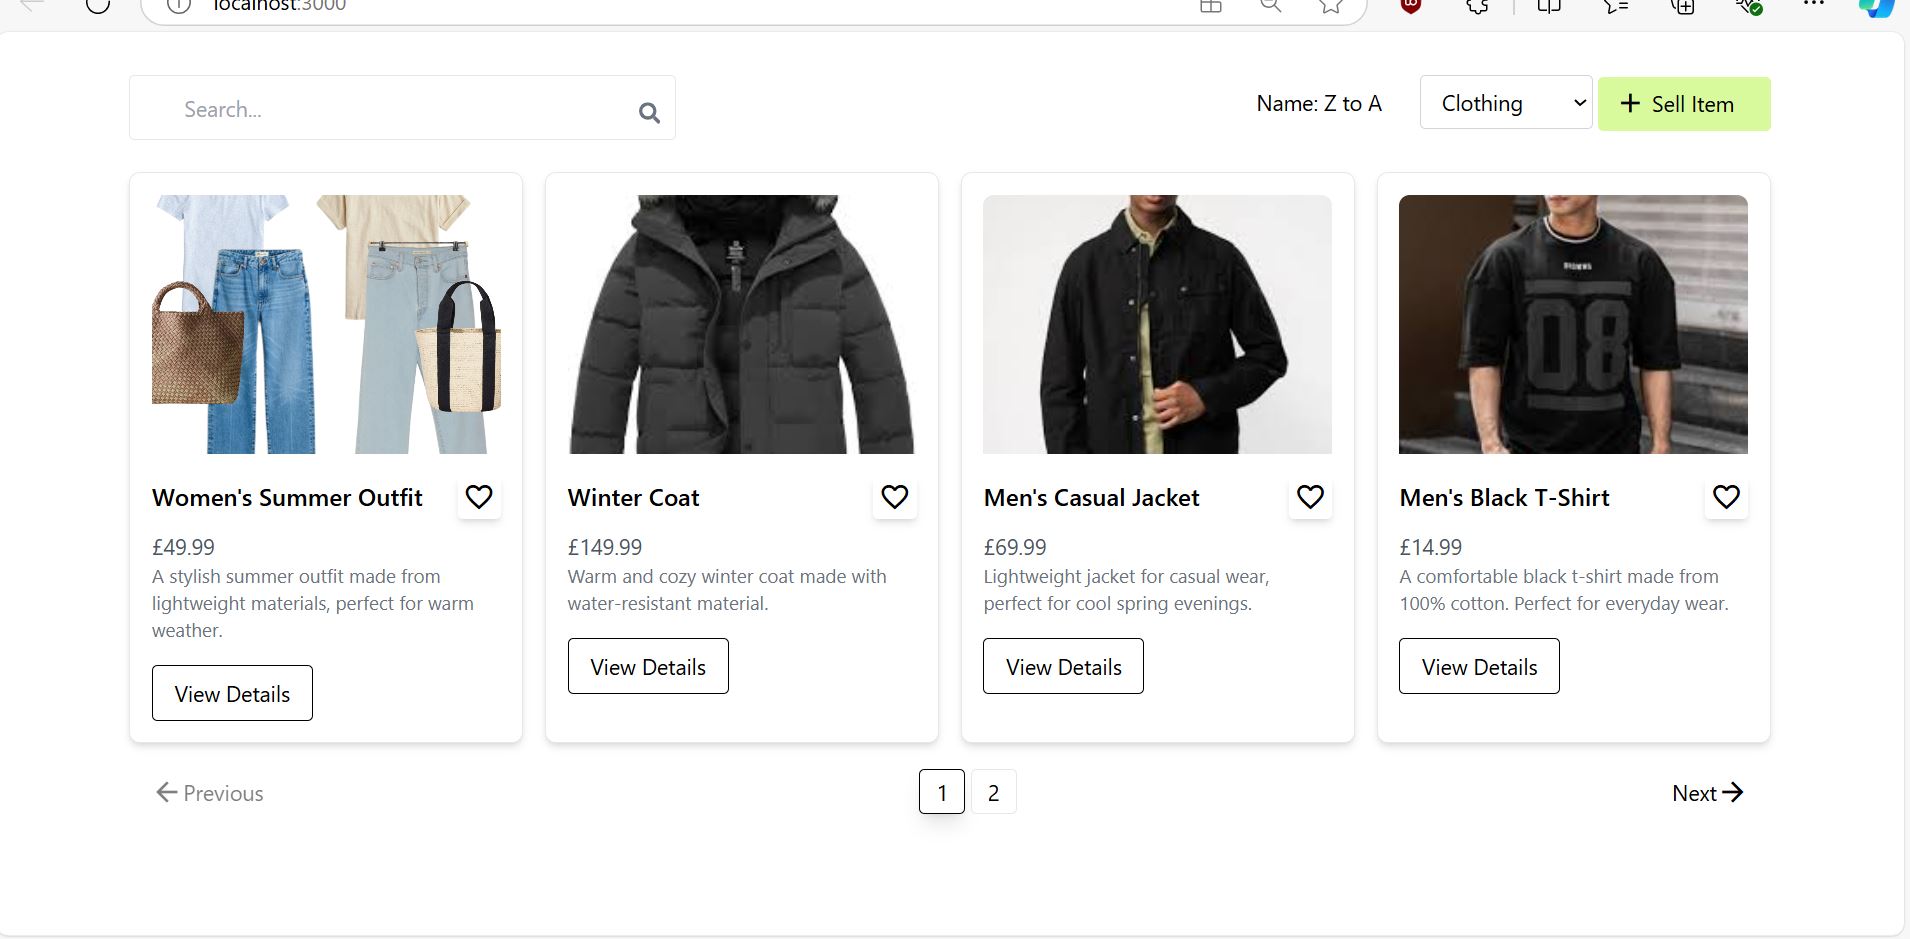 localhost:3000
Search...
Name: Z to A
Clothing
Sell Item
08
Women's Summer Outfit
£49.99
A stylish summer outfit made from
lightweight materials, perfect for warm
weather.
View Details
Winter Coat
£149.99
Warm and cozy winter coat made with
water-resistant material.
View Details
Men's Casual Jacket
£69.99
Lightweight jacket for casual wear,
perfect for cool spring evenings.
View Details
Men's Black T-Shirt
£14.99
A comfortable black t-shirt made from
100% cotton. Perfect for everyday wear.
View Details
Previous
1
2
Next